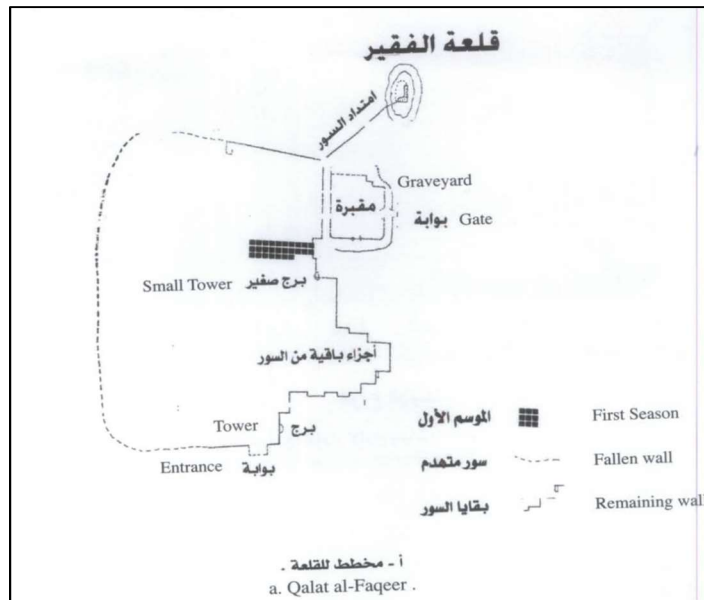 قلعة الفقير
امتداد السور
Graveyard
مقبرة
بوابة Gate
Small Tower برج صغير
أجزاء باقية من السور
Tower برج
Entrance بوابة
الموسم الأول First Season
سور متهدم Fallen wall
بقايا السور Remaining wall
أ - مخطط للقلعة .
a. Qalat al-Faqeer .